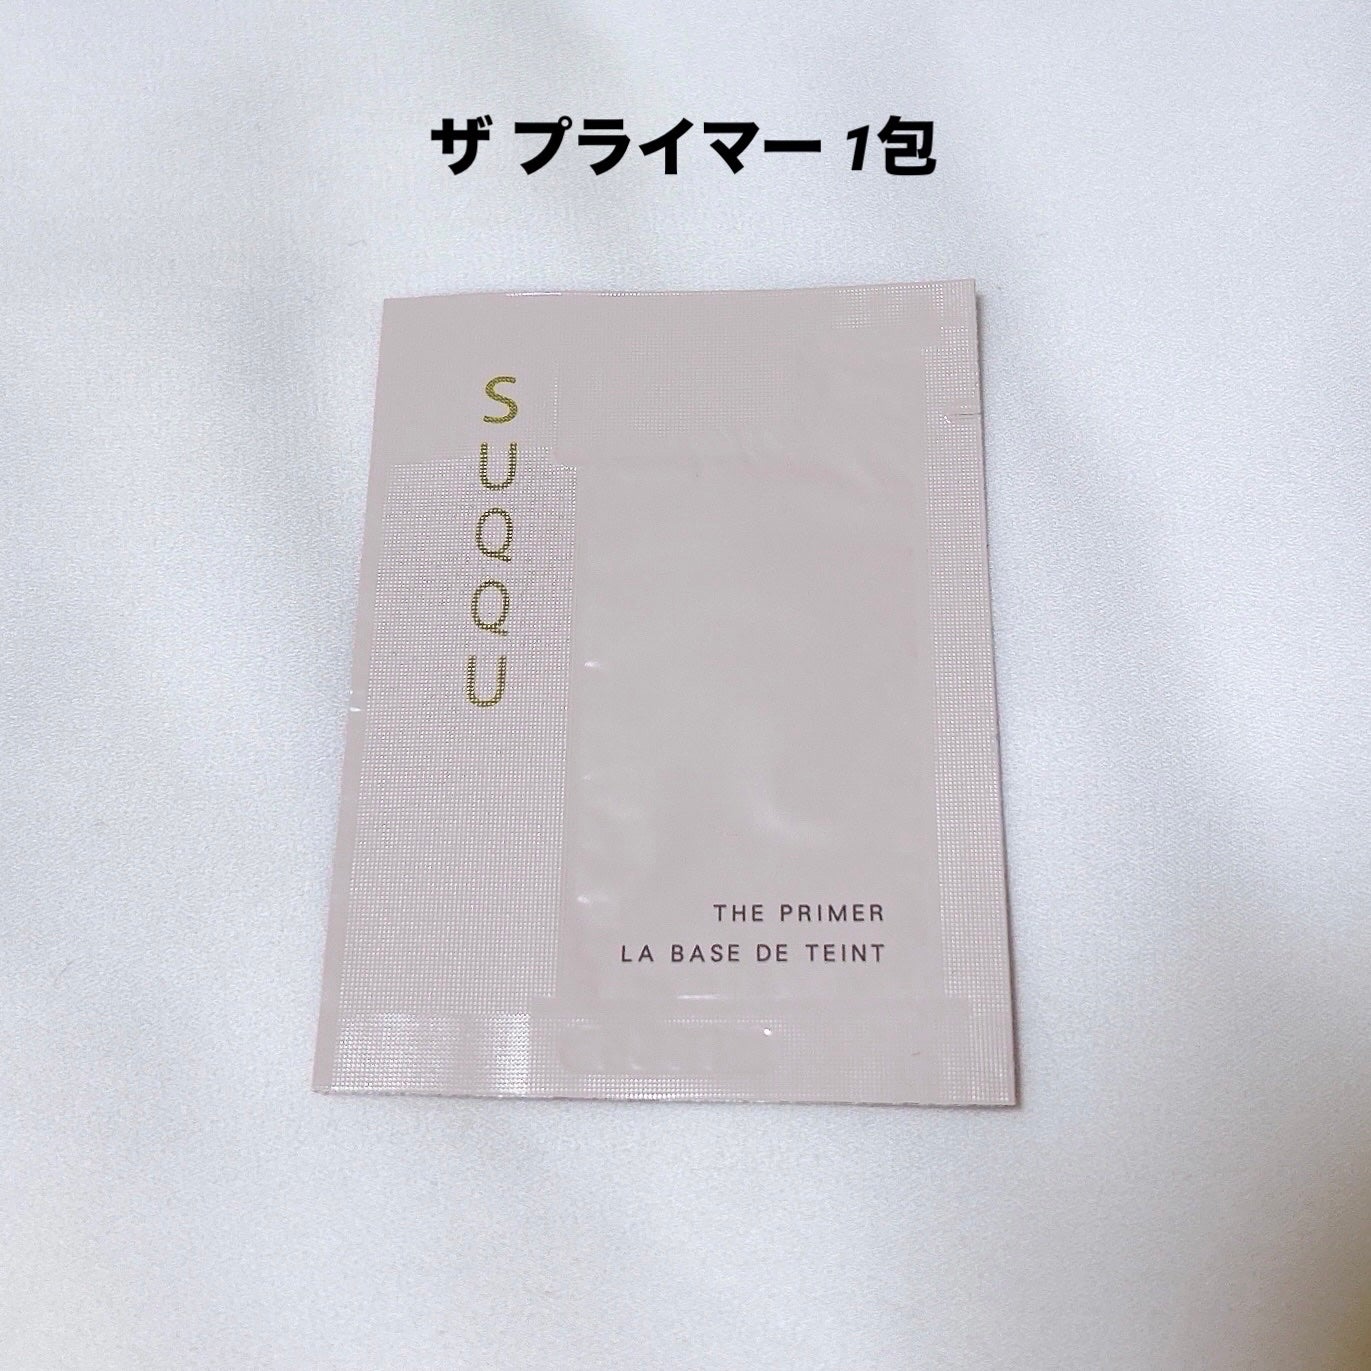 ザ プライマー 1包
SUQQU
THE PRIMER
LA BASE DE TEINT